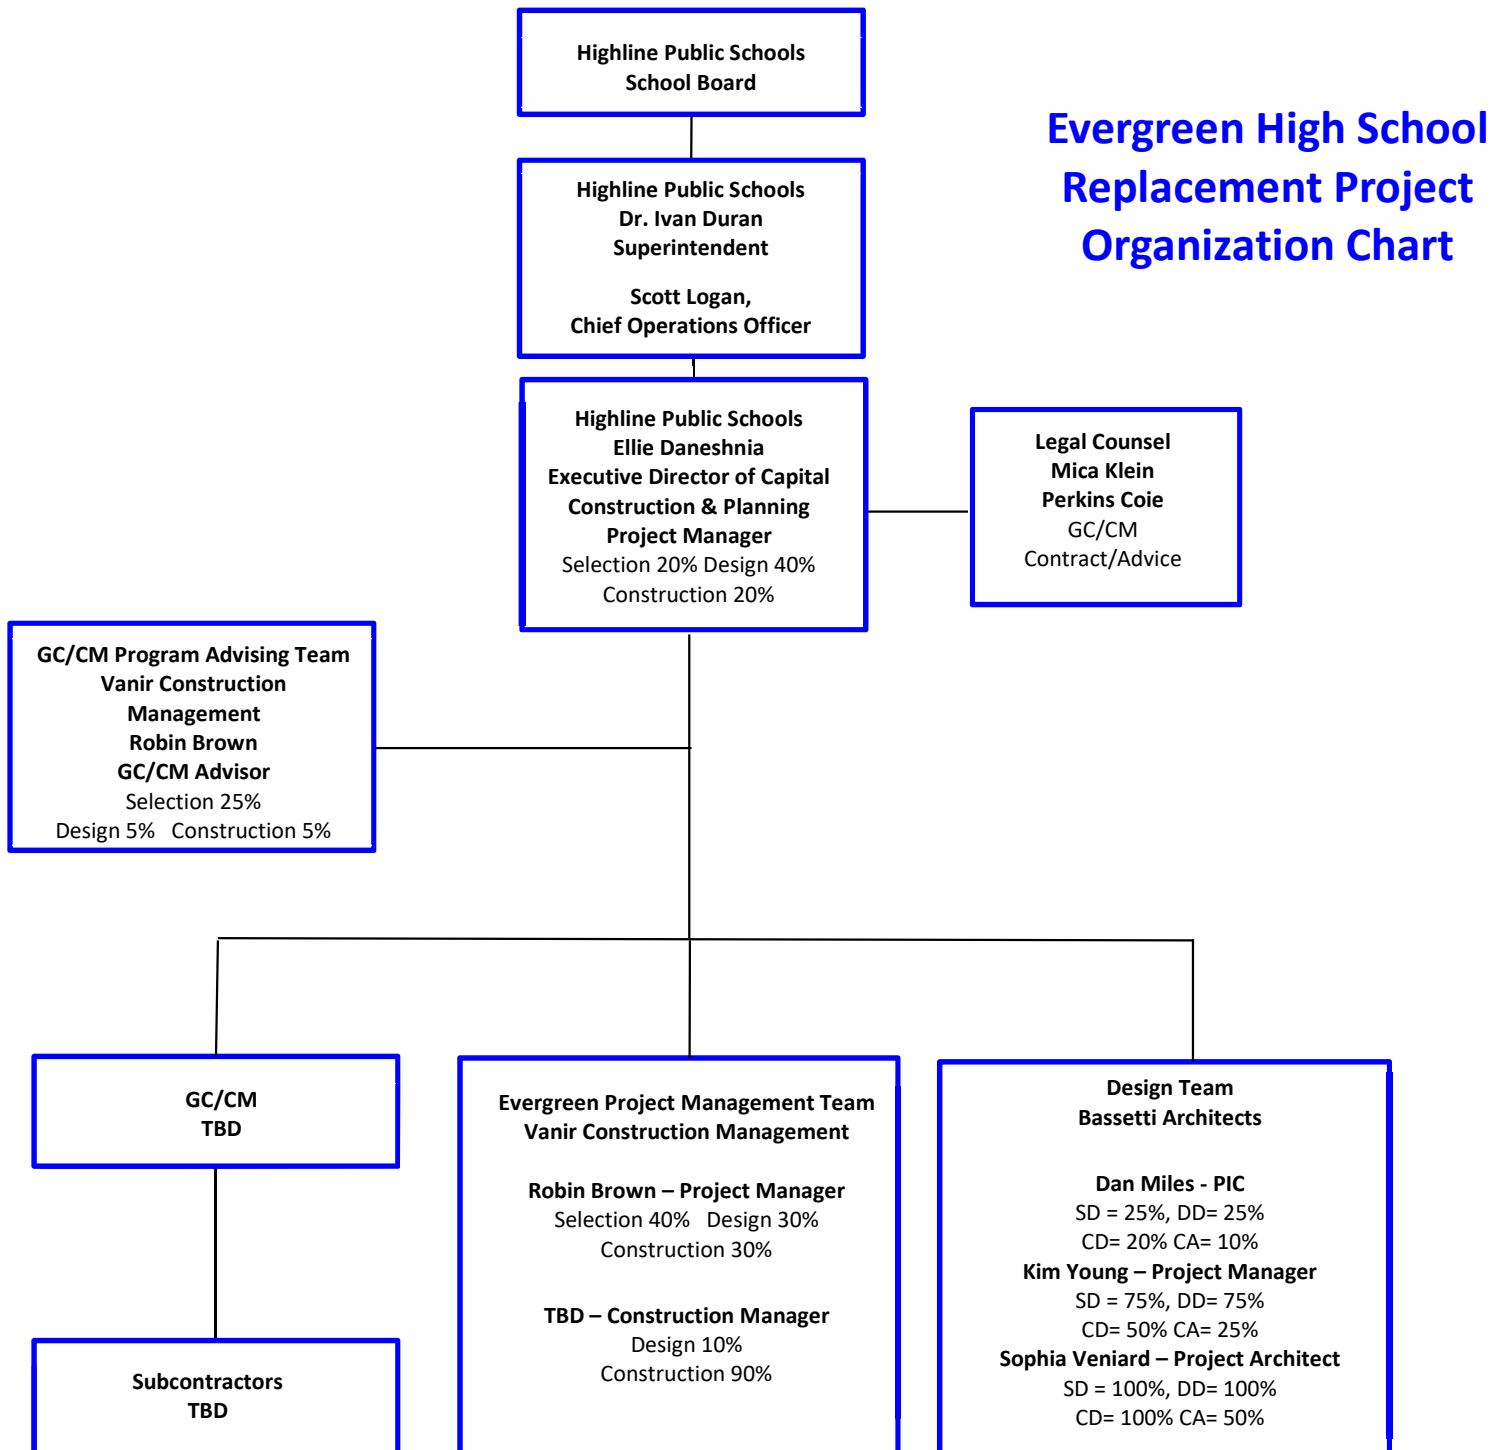 Highline Public Schools
School Board
Evergreen High School
Replacement Project
Organization Chart
Highline Public Schools
Dr. Ivan Duran
Superintendent
Scott Logan,
Chief Operations Officer
Highline Public Schools
Ellie Daneshnia
Executive Director of Capital
Construction & Planning
Project Manager
Selection 20% Design 40%
Construction 20%
Legal Counsel
Mica Klein
Perkins Coie
GC/CM
Contract/Advice
GC/CM Program Advising Team
Vanir Construction
Management
Robin Brown
GC/CM Advisor
Selection 25%
Design 5%   Construction 5%
GC/CM
TBD
Subcontractors
TBD
Evergreen Project Management Team
Vanir Construction Management
Robin Brown – Project Manager
Selection 40%   Design 30%
Construction 30%
TBD – Construction Manager
Design 10%
Construction 90%
Design Team
Bassetti Architects
Dan Miles - PIC
SD = 25%, DD= 25%
CD= 20% CA= 10%
Kim Young – Project Manager
SD = 75%, DD= 75%
CD= 50% CA= 25%
Sophia Veniard – Project Architect
SD = 100%, DD= 100%
CD= 100% CA= 50%